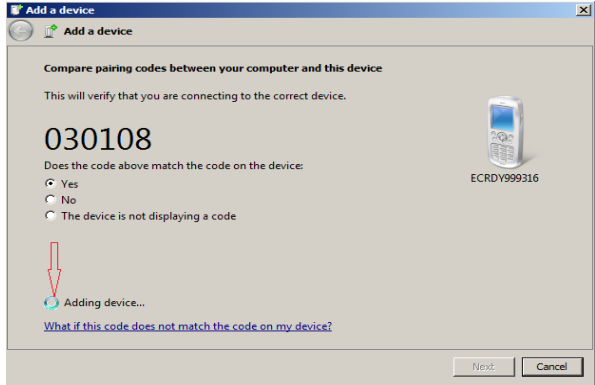 Add a device
Add a device
Compare pairing codes between your computer and this device
This will verify that you are connecting to the correct device.
030108
Does the code above match the code on the device:
Yes
No
The device is not displaying a code
ECRDY999316
Adding device...
What if this code does not match the code on my device?
Next Cancel